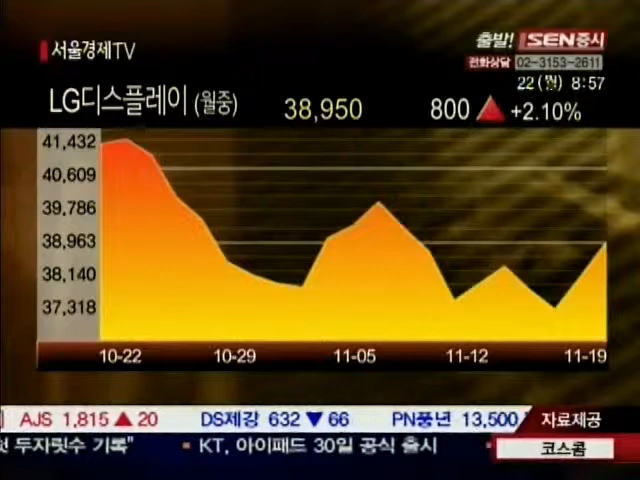 서울경제TV
출발! SEN증시
전화상담 02-3153-2611
22(월) 8:57
LG디스플레이 (월중) 38,950 800 ▲ +2.10%
41,432
40,609
39,786
38,963
38,140
37,318
10-22 10-29 11-05 11-12 11-19
AJS 1,815 ▲ 20 DS제강 632 ▼ 66 PN풍년 13,500 자료제공
두자릿수 기록" ▪ KT, 아이패드 30일 공식 출시 코스콤